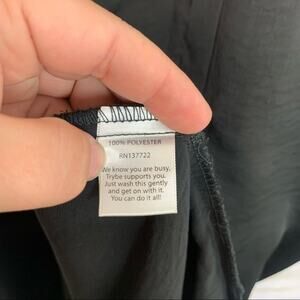 100% POLYESTER
RN137722
We know you are busy,
Trybe supports you.
Just wash this gently
and get on with it.
You can do it all!